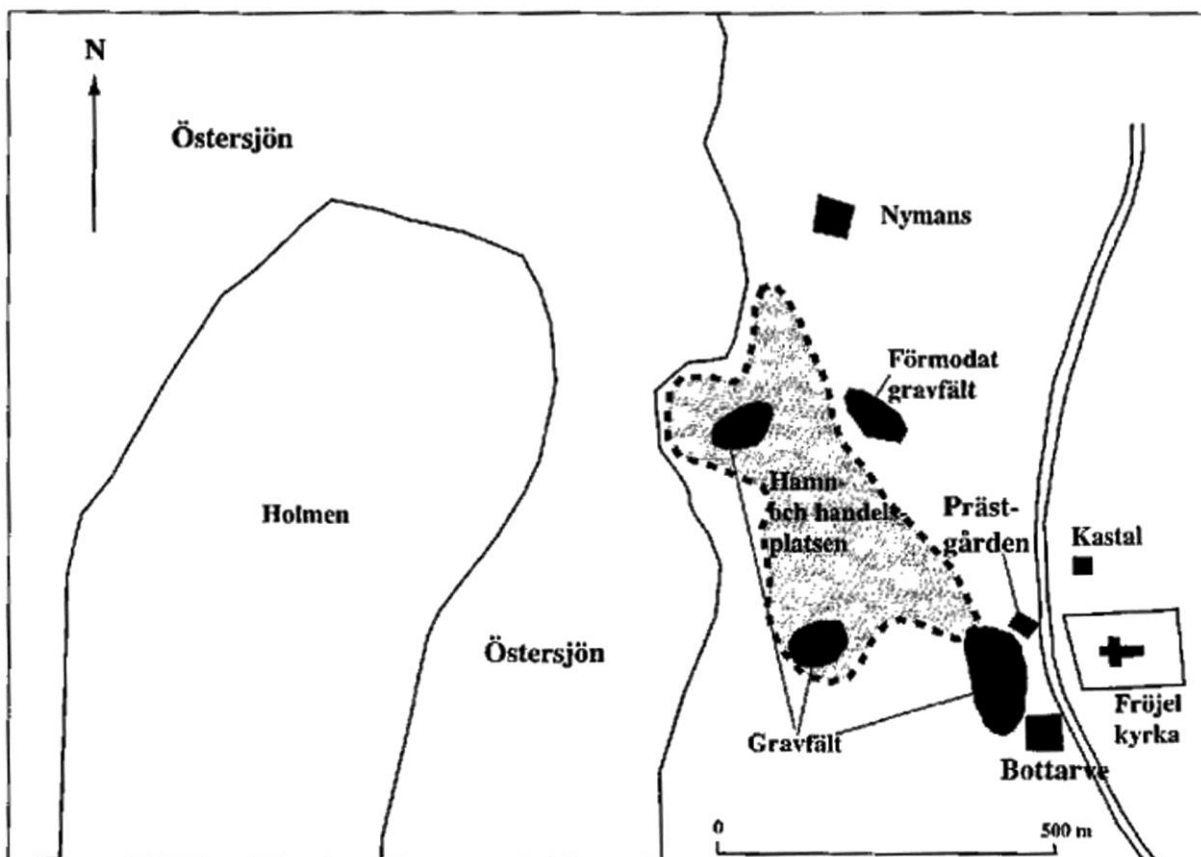 N
Östersjön
Nymans
Förmodat
gravfält
Hamn-
och handels-
platsen
Präst-
gården
Kastal
Holmen
Östersjön
Gravfält
Fröjel
kyrka
Bottarve
0
500 m